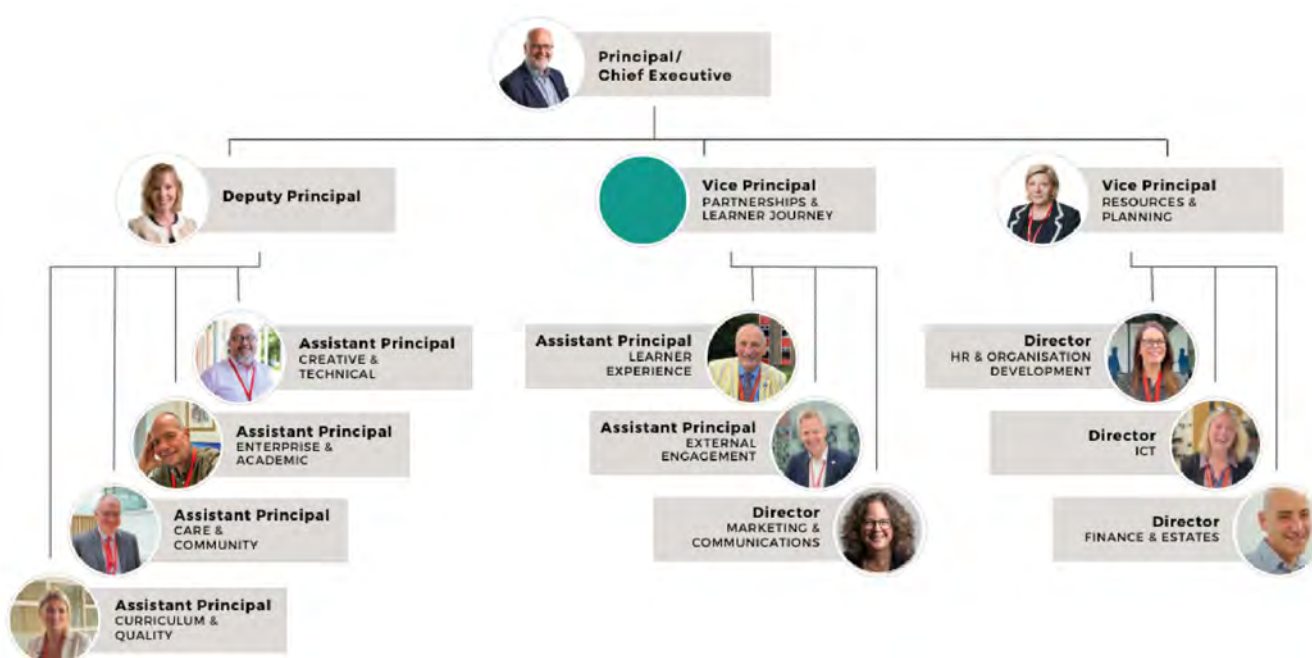 Principal/
Chief Executive
Deputy Principal
Vice Principal
PARTNERSHIPS &
LEARNER JOURNEY
Vice Principal
RESOURCES &
PLANNING
Assistant Principal
CREATIVE &
TECHNICAL
Assistant Principal
LEARNER
EXPERIENCE
Director
HR & ORGANISATION
DEVELOPMENT
Assistant Principal
ENTERPRISE &
ACADEMIC
Assistant Principal
EXTERNAL
ENGAGEMENT
Director
ICT
Assistant Principal
CARE &
COMMUNITY
Director
MARKETING &
COMMUNICATIONS
Director
FINANCE & ESTATES
Assistant Principal
CURRICULUM &
QUALITY